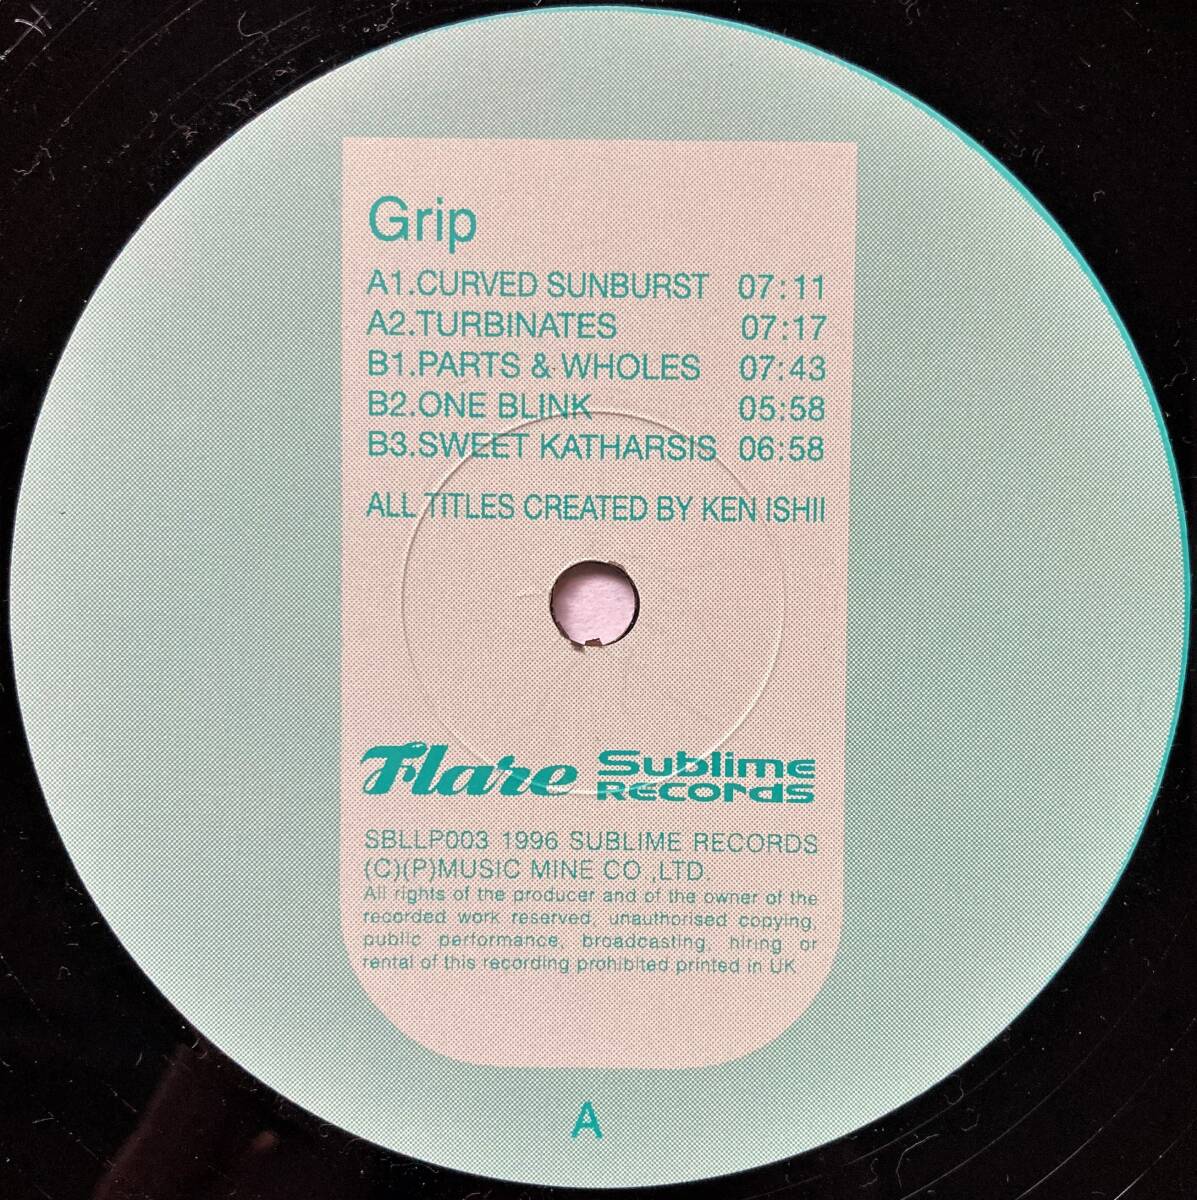 Grip
A1.CURVED SUNBURST 07:11
A2.TURBINATES 07:17
B1.PARTS & WHOLES 07:43
B2.ONE BLINK 05:58
B3.SWEET KATHARSIS 06:58
ALL TITLES CREATED BY KEN ISHII
Flare Sublime
Records
SBLLP003 1996 SUBLIME RECORDS
(C)(P)MUSIC MINE CO.,LTD.
All rights of the producer and of the owner of the
recorded work reserved, unauthorised copying,
public performance, broadcasting, hiring or
rental of this recording prohibited printed in UK
A